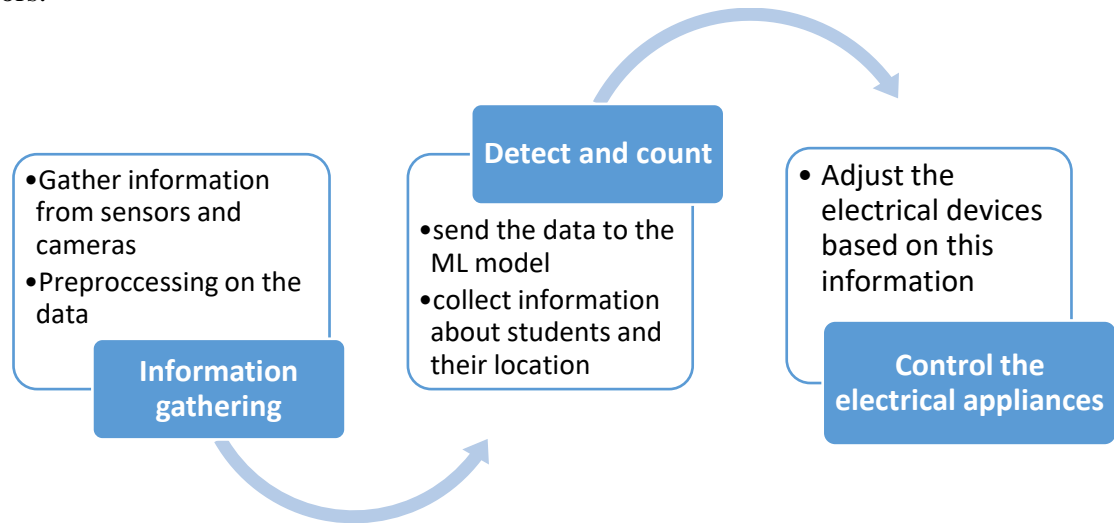 •Gather information
from sensors and
cameras
•Preproccessing on the
data
Information
gathering
Detect and count
•send the data to the
ML model
•collect information
about students and
their location
• Adjust the
electrical devices
based on this
information
Control the
electrical appliances